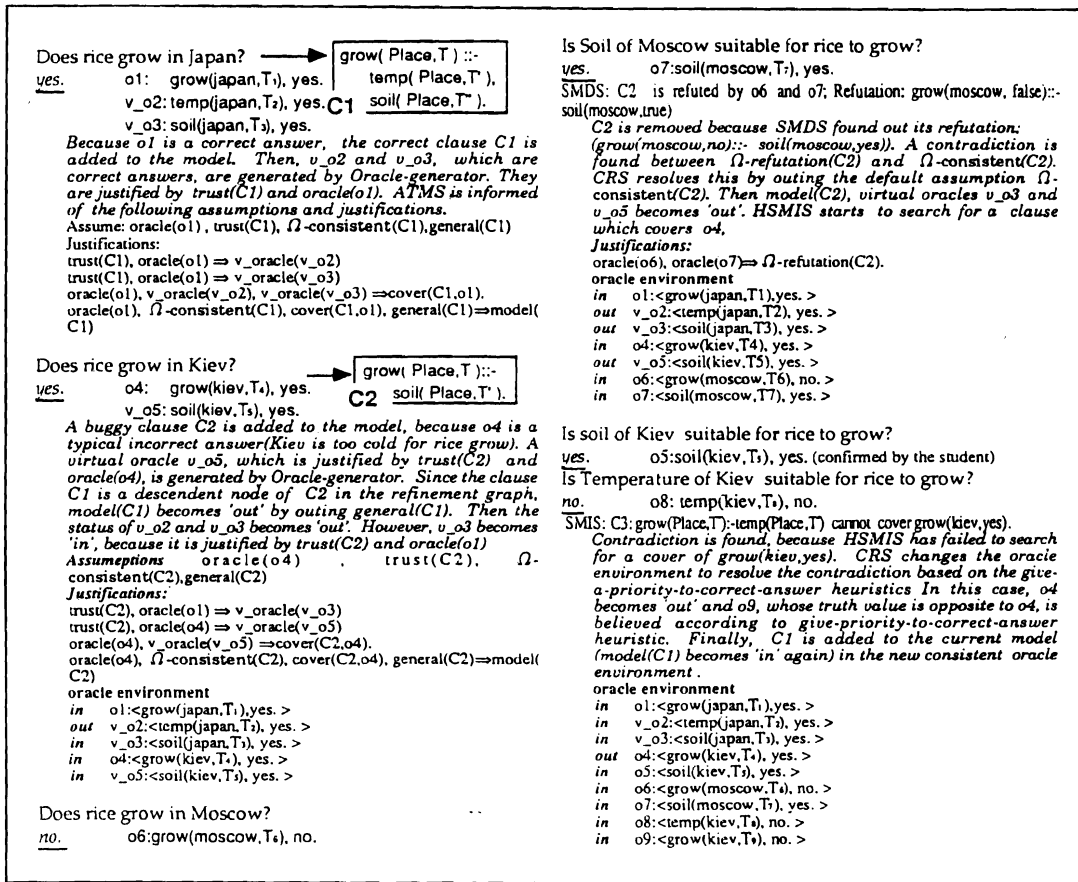 Does rice grow in Japan?
grow( Place,T ) ::-
temp( Place,T' ),
soil( Place,T" ).
C1
yes. o1: grow(japan,T₁), yes.
v_o2: temp(japan,T₂), yes.
v_o3: soil(japan,T₃), yes.
Because o1 is a correct answer, the correct clause C1 is
added to the model. Then, v_o2 and v_o3, which are
correct answers, are generated by Oracle-generator. They
are justified by trust(C1) and oracle(o1). ATMS is informed
of the following assumptions and justifications.
Assume: oracle(o1) , trust(C1), Ω-consistent(C1),general(C1)
Justifications:
trust(C1), oracle(o1) ⇒ v_oracle(v_o2)
trust(C1), oracle(o1) ⇒ v_oracle(v_o3)
oracle(o1), v_oracle(v_o2), v_oracle(v_o3) ⇒cover(C1,o1).
oracle(o1), Ω-consistent(C1), cover(C1,o1), general(C1)⇒model(
C1)
Does rice grow in Kiev?
grow( Place,T )::-
soil( Place,T' ).
C2
yes. o4: grow(kiev,T₄), yes.
v_o5: soil(kiev,T₅), yes.
A buggy clause C2 is added to the model, because o4 is a
typical incorrect answer(Kiev is too cold for rice grow). A
virtual oracle v_o5, which is justified by trust(C2) and
oracle(o4), is generated by Oracle-generator. Since the clause
C1 is a descendent node of C2 in the refinement graph,
model(C1) becomes 'out' by outing general(C1). Then the
status of v_o2 and v_o3 becomes 'out'. However, v_o3 becomes
'in', because it is justified by trust(C2) and oracle(o1)
Assumeptions oracle(o4) , trust(C2), Ω-
consistent(C2),general(C2)
Justifications:
trust(C2), oracle(o1) ⇒ v_oracle(v_o3)
trust(C2), oracle(o4) ⇒ v_oracle(v_o5)
oracle(o4), v_oracle(v_o5) ⇒cover(C2,o4).
oracle(o4), Ω-consistent(C2), cover(C2,o4), general(C2)⇒model(
C2)
oracle environment
in o1:<grow(japan,T₁),yes. >
out v_o2:<temp(japan,T₂), yes. >
in v_o3:<soil(japan,T₃), yes. >
in o4:<grow(kiev,T₄), yes. >
in v_o5:<soil(kiev,T₅), yes. >
Does rice grow in Moscow?
no. o6:grow(moscow,T₆), no.
Is Soil of Moscow suitable for rice to grow?
yes. o7:soil(moscow,T₇), yes.
SMDS: C2 is refuted by o6 and o7; Refutation: grow(moscow, false)::-
soil(moscow,true)
C2 is removed because SMDS found out its refutation;
(grow(moscow,no)::- soil(moscow,yes)). A contradiction is
found between Ω-refutation(C2) and Ω-consistent(C2).
CRS resolves this by outing the default assumption Ω-
consistent(C2). Then model(C2), virtual oracles v_o3 and
v_o5 becomes 'out'. HSMIS starts to search for a clause
which covers o4,
Justifications:
oracle(o6), oracle(o7)⇒ Ω-refutation(C2).
oracle environment
in o1:<grow(japan,T1),yes. >
out v_o2:<temp(japan,T2), yes. >
out v_o3:<soil(japan,T3), yes. >
in o4:<grow(kiev,T4), yes. >
out v_o5:<soil(kiev,T5), yes. >
in o6:<grow(moscow,T6), no. >
in o7:<soil(moscow,T7), yes. >
Is soil of Kiev suitable for rice to grow?
yes. o5:soil(kiev,T₅), yes. (confirmed by the student)
Is Temperature of Kiev suitable for rice to grow?
no. o8: temp(kiev,T₈), no.
SMIS: C3: grow(Place,T):-temp(Place,T') cannot cover grow(kiev,yes).
Contradiction is found, because HSMIS has failed to search
for a cover of grow(kiev,yes). CRS changes the oracle
environment to resolve the contradiction based on the give-
a-priority-to-correct-answer heuristics In this case, o4
becomes 'out' and o9, whose truth value is opposite to o4, is
believed according to give-priority-to-correct-answer
heuristic. Finally, C1 is added to the current model
(model(C1) becomes 'in' again) in the new consistent oracle
environment .
oracle environment
in o1:<grow(japan,T₁),yes. >
in v_o2:<temp(japan,T₂), yes. >
in v_o3:<soil(japan,T₃), yes. >
out o4:<grow(kiev,T₄), yes. >
in o5:<soil(kiev,T₅), yes. >
in o6:<grow(moscow,T₆), no. >
in o7:<soil(moscow,T₇), yes. >
in o8:<temp(kiev,T₈), no. >
in o9:<grow(kiev,T₉), no. >